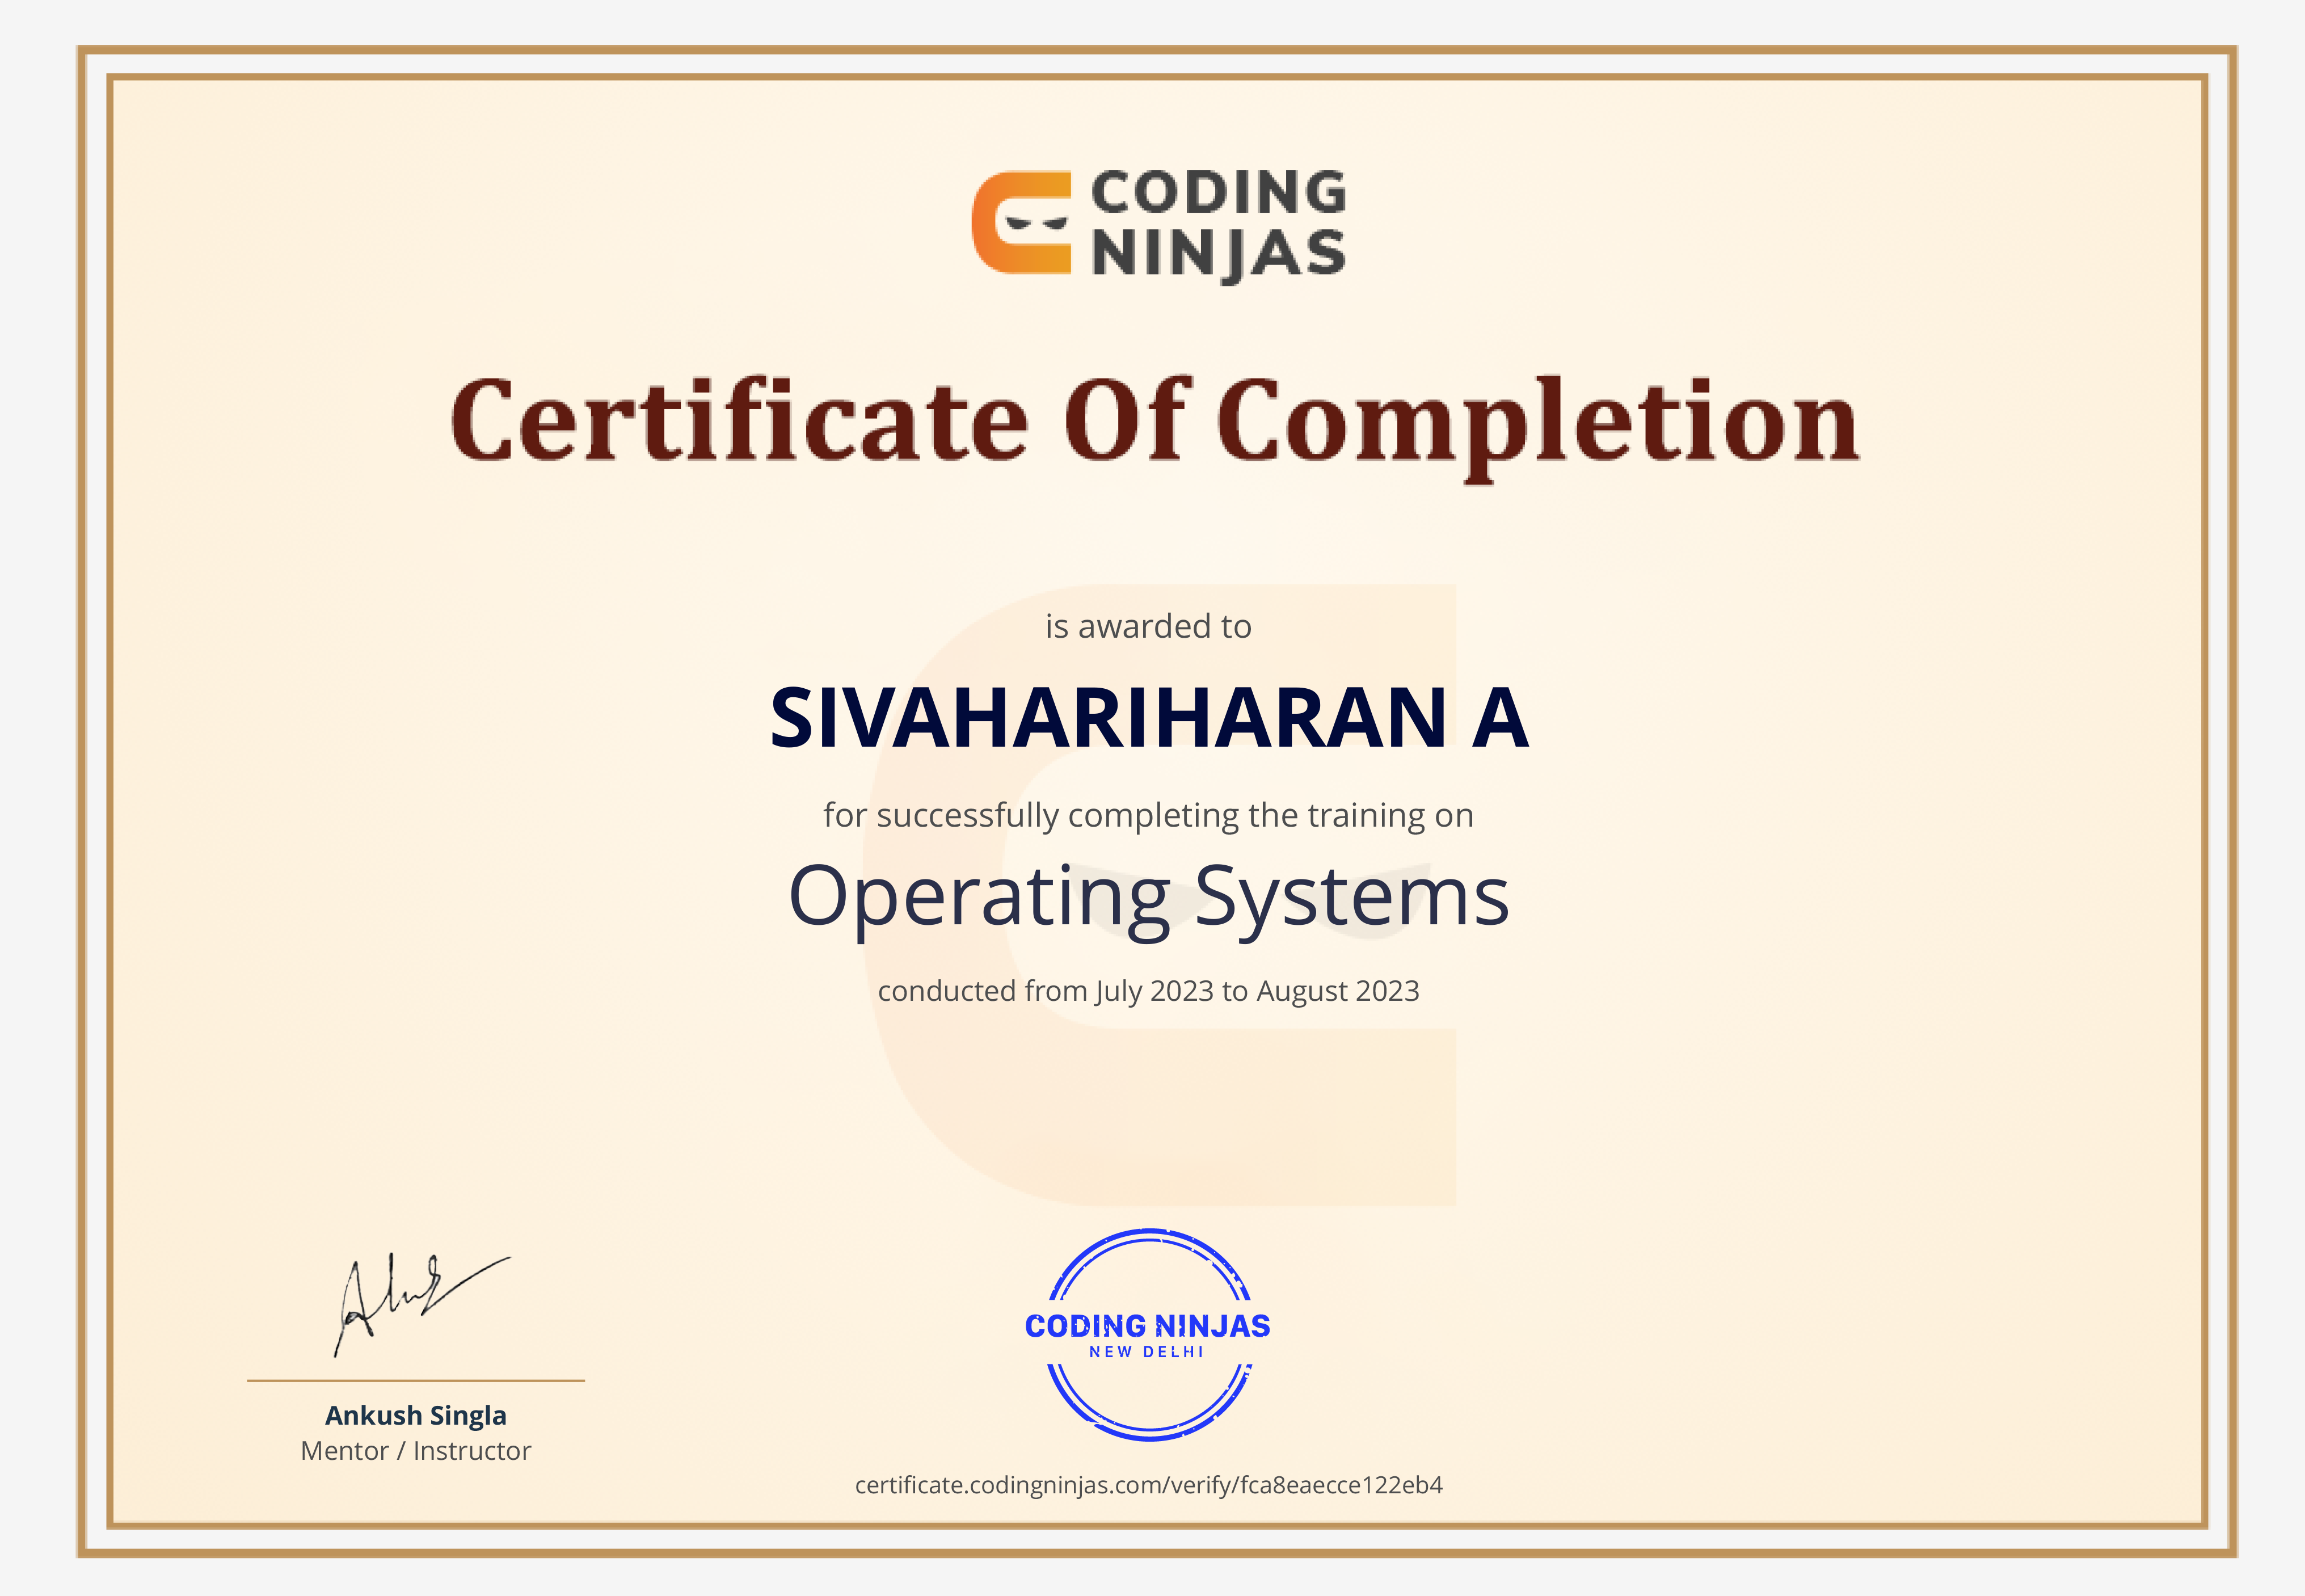 CODING
NINJAS
Certificate Of Completion
is awarded to
SIVAHARIHARAN A
for successfully completing the training on
Operating Systems
conducted from July 2023 to August 2023
CODING NINJAS
NEW DELHI
Ankush Singla
Mentor / Instructor
certificate.codingninjas.com/verify/fca8eaecce122eb4